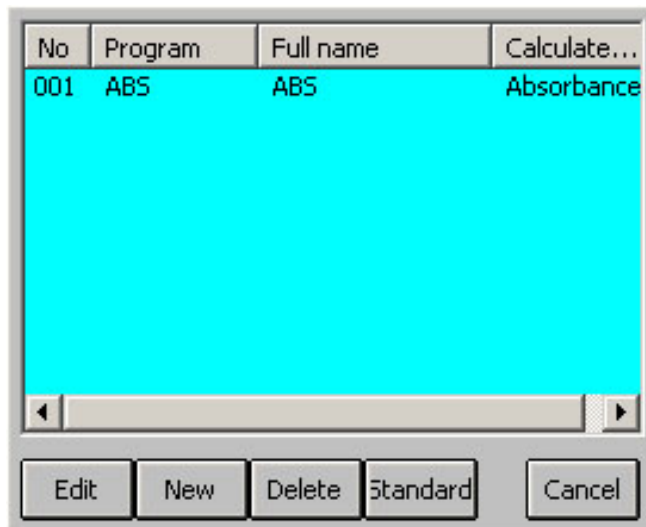 No Program Full name Calculate...
001 ABS ABS Absorbance
Edit New Delete Standard Cancel